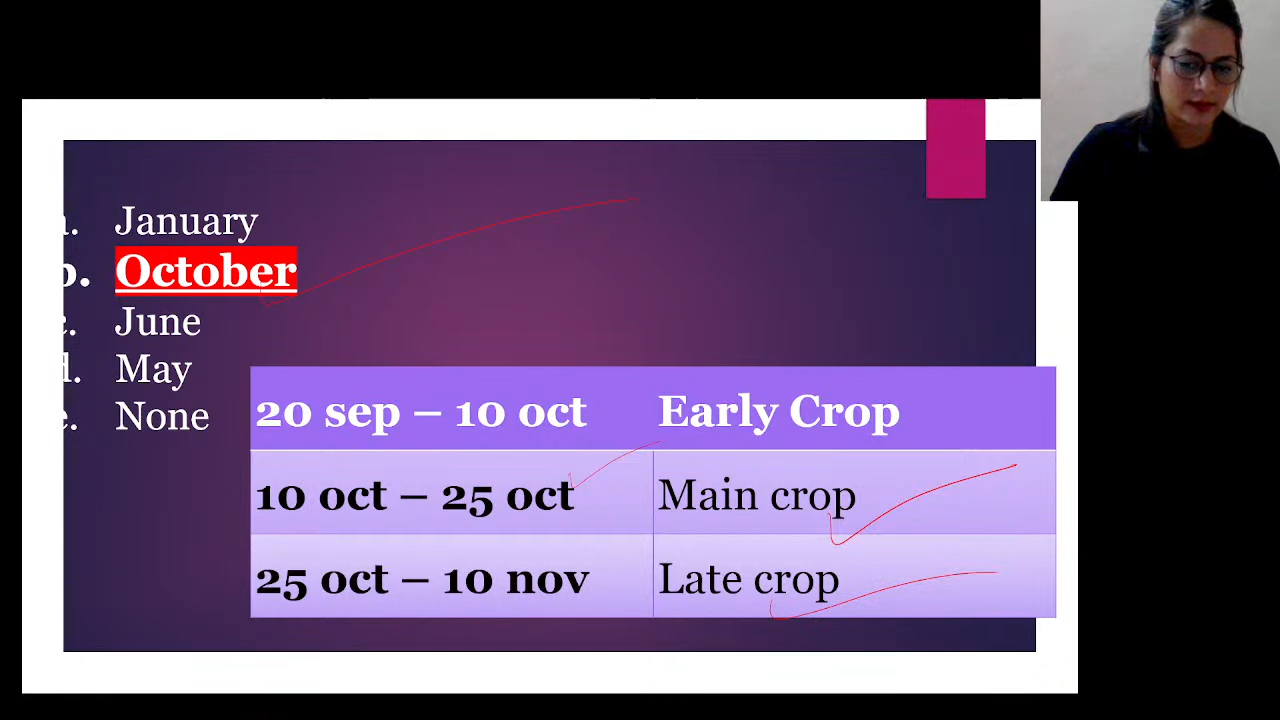 a. January
b. October
c. June
d. May
e. None
20 sep – 10 oct Early Crop
10 oct – 25 oct Main crop
25 oct – 10 nov Late crop